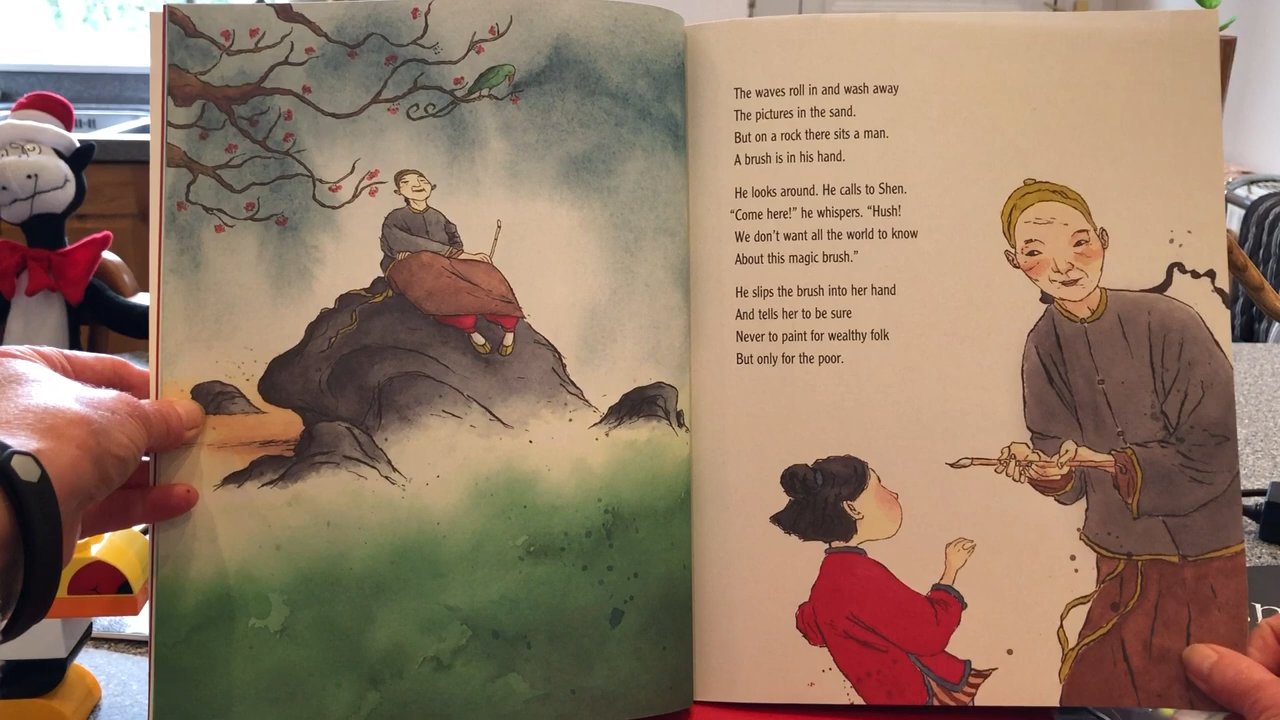 The waves roll in and wash away
The pictures in the sand.
But on a rock there sits a man.
A brush is in his hand.
He looks around. He calls to Shen.
“Come here!” he whispers. “Hush!
We don’t want all the world to know
About this magic brush.”
He slips the brush into her hand
And tells her to be sure
Never to paint for wealthy folk
But only for the poor.